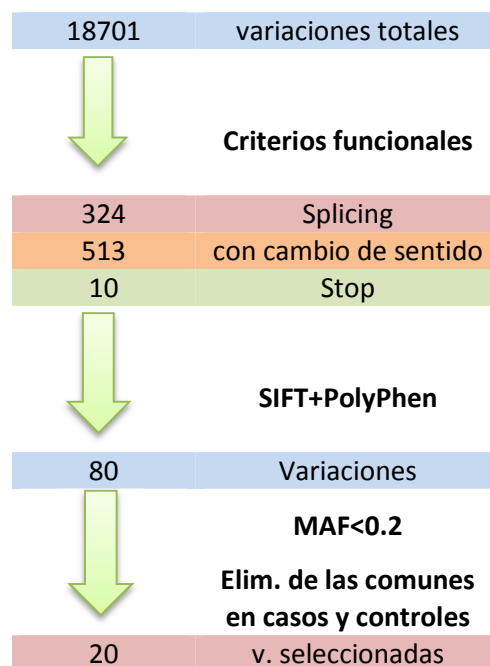 18701 variaciones totales
Criterios funcionales
324 Splicing
513 con cambio de sentido
10 Stop
SIFT+PolyPhen
80 Variaciones
MAF<0.2
Elim. de las comunes
en casos y controles
20 v. seleccionadas